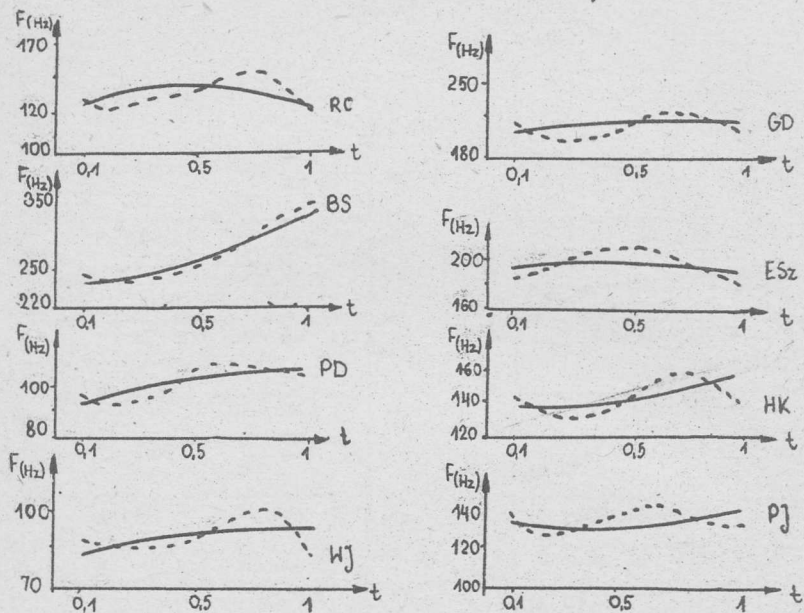 F(Hz)
170
120
100
RC
0,1 0,5 1 t
F(Hz)
350
250
220
BS
0,1 0,5 1 t
F(Hz)
100
80
PD
0,1 0,5 1 t
F(Hz)
100
70
WJ
0,1 0,5 1 t
F(Hz)
250
180
GD
0,1 0,5 1 t
F(Hz)
200
160
ESz
0,1 0,5 1 t
F(Hz)
160
140
120
HK
0,1 0,5 1 t
F(Hz)
140
120
100
PJ
0,1 0,5 1 t